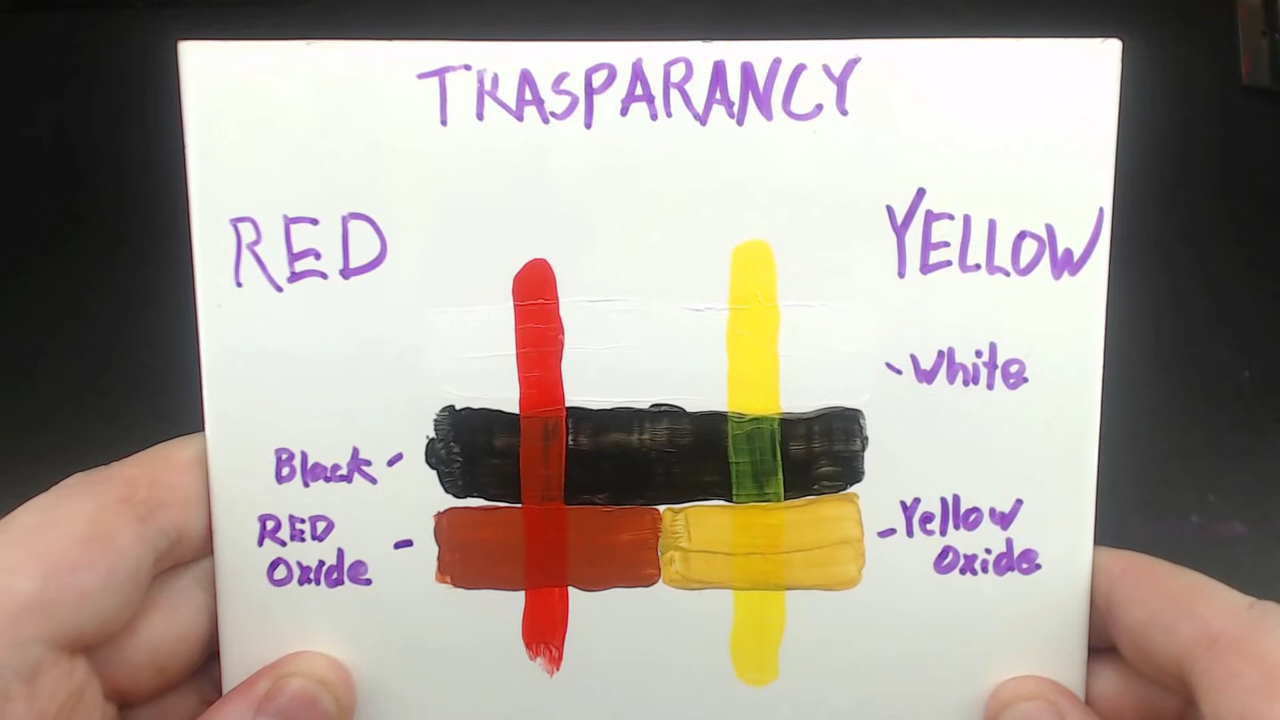 TRASPARANCY
RED
YELLOW
-White
Black-
RED
Oxide -
-Yellow
Oxide